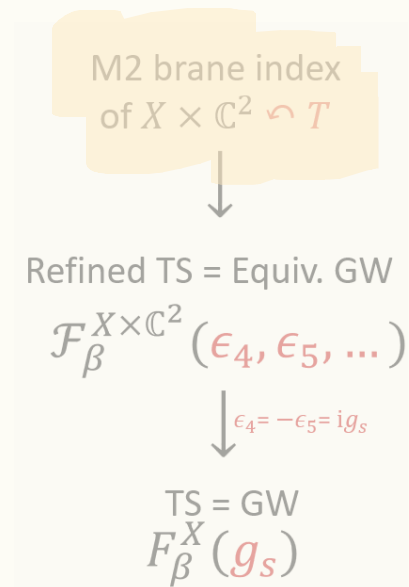 M2 brane index
of X × ℂ² ↶ T
Refined TS = Equiv. GW
ℱ_β^{X×ℂ²} (ϵ₄, ϵ₅, …)
ϵ₄= −ϵ₅= ig_s
TS = GW
F_β^X(g_s)